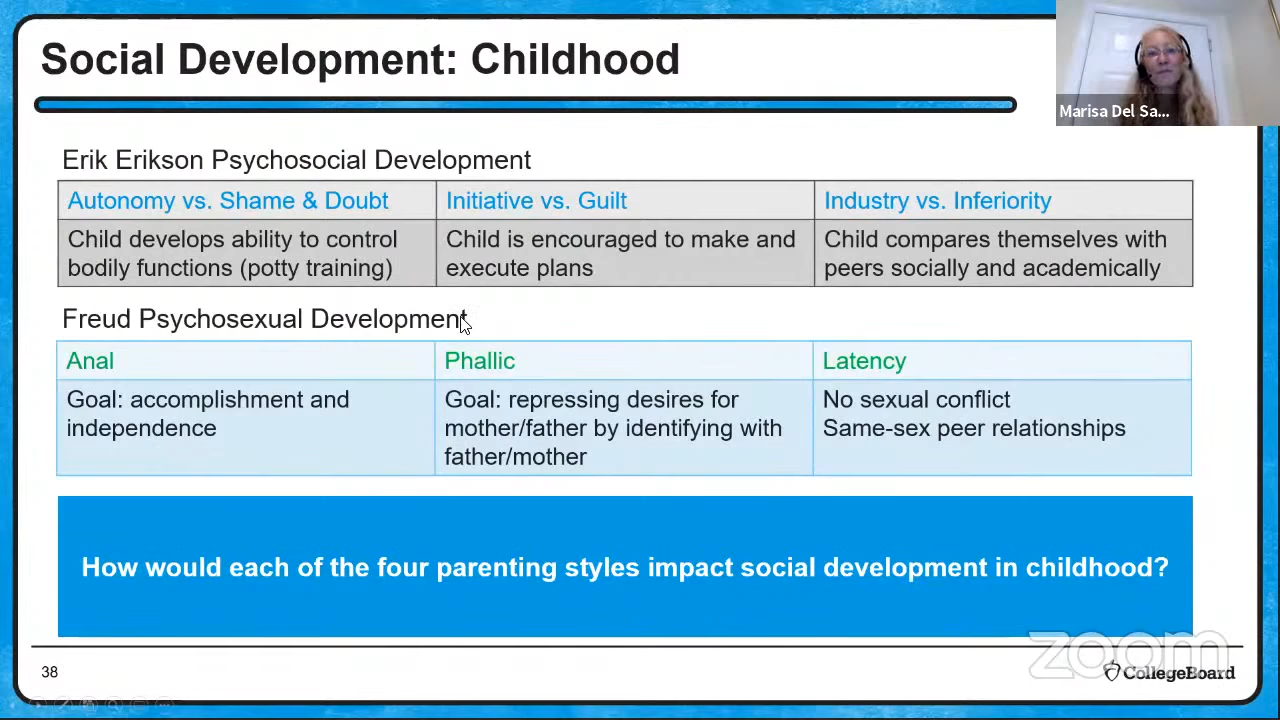 Social Development: Childhood
Marisa Del Sa...
Erik Erikson Psychosocial Development
Autonomy vs. Shame & Doubt
Initiative vs. Guilt
Industry vs. Inferiority
Child develops ability to control
bodily functions (potty training)
Child is encouraged to make and
execute plans
Child compares themselves with
peers socially and academically
Freud Psychosexual Development
Anal
Phallic
Latency
Goal: accomplishment and
independence
Goal: repressing desires for
mother/father by identifying with
father/mother
No sexual conflict
Same-sex peer relationships
How would each of the four parenting styles impact social development in childhood?
zoom
38
CollegeBoard